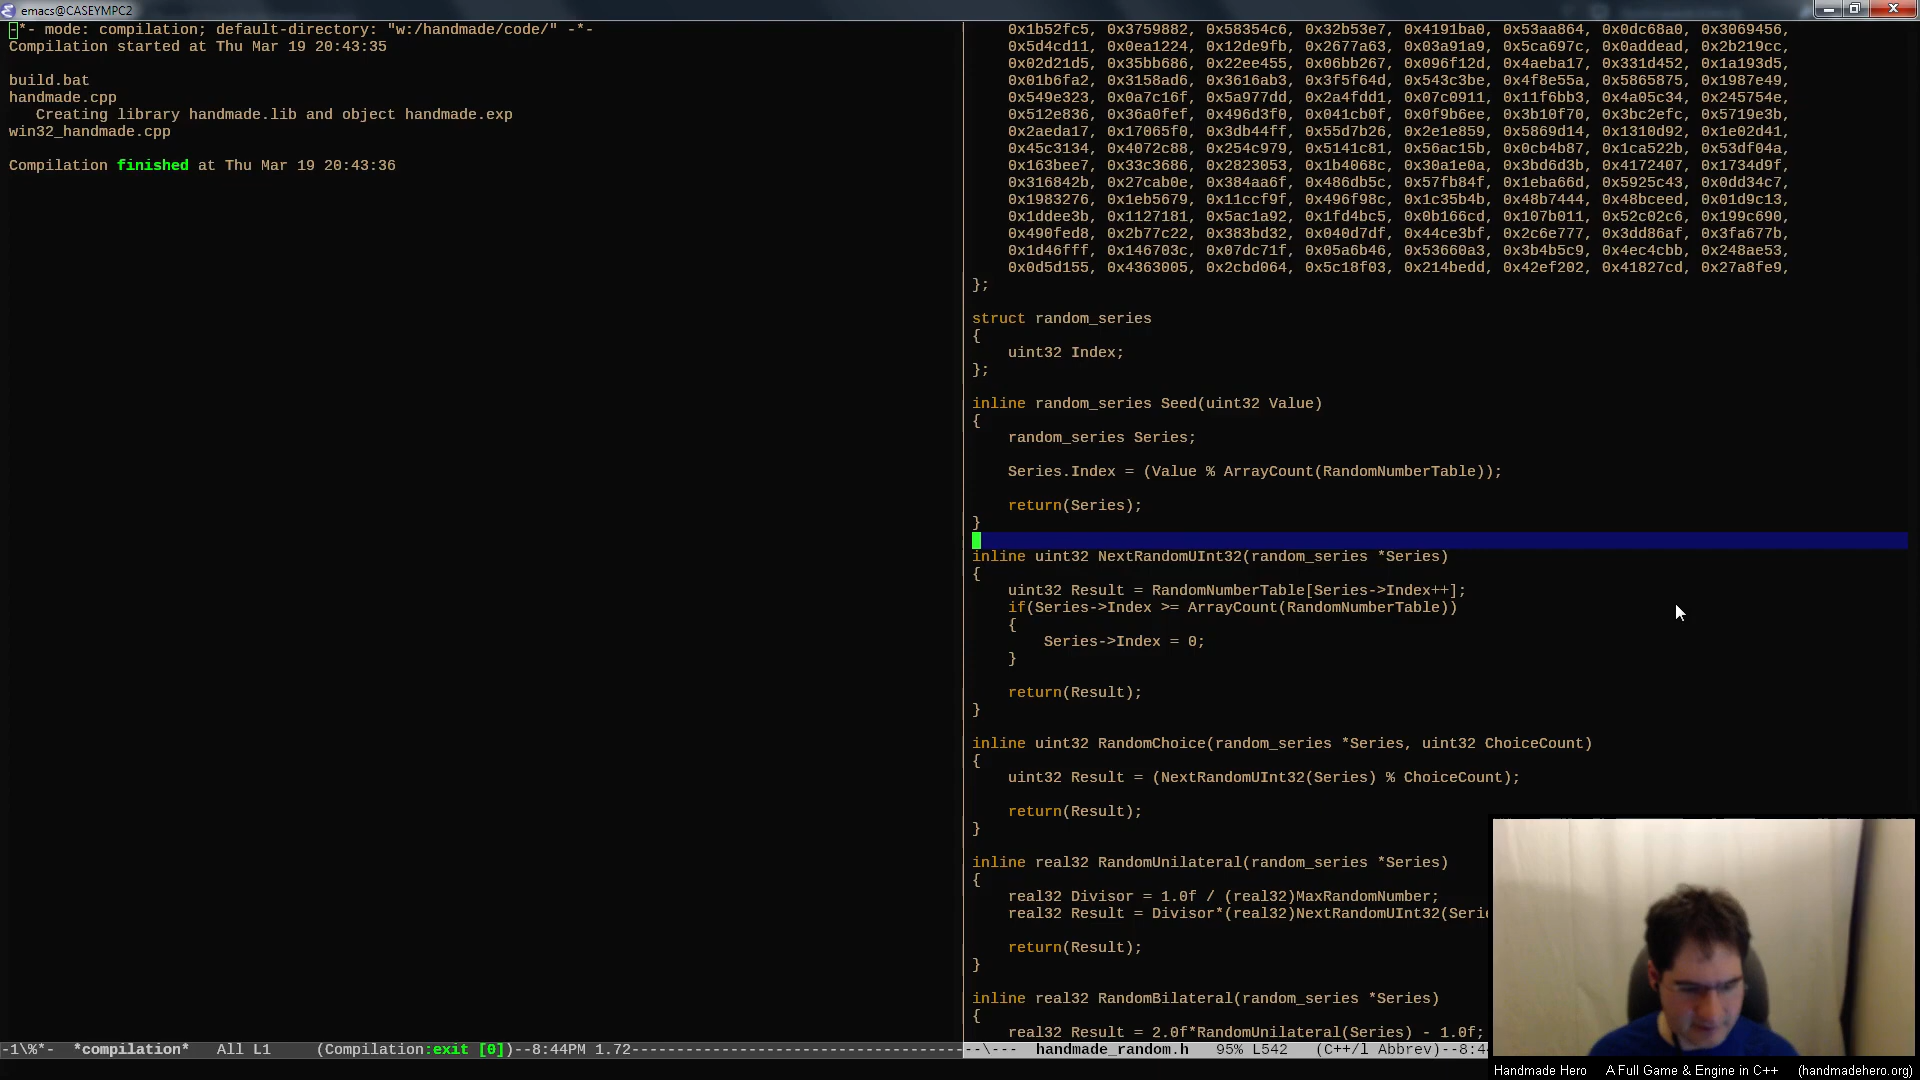 emacs@CASEYMPC2
-*- mode: compilation; default-directory: "w:/handmade/code/" -*-
Compilation started at Thu Mar 19 20:43:35
build.bat
handmade.cpp
Creating library handmade.lib and object handmade.exp
win32_handmade.cpp
Compilation finished at Thu Mar 19 20:43:36
-1\%*-  *compilation*   All L1     (Compilation:exit [0])--8:44PM 1.72--------------------------------------
0x1b52fc5, 0x3759882, 0x58354c6, 0x32b53e7, 0x4191ba0, 0x53aa864, 0x0dc68a0, 0x3069456,
0x5d4cd11, 0x0ea1224, 0x12de9fb, 0x2677a63, 0x03a91a9, 0x5ca697c, 0x0addead, 0x2b219cc,
0x02d21d5, 0x35bb686, 0x22ee455, 0x06bb267, 0x096f12d, 0x4aeba17, 0x331d452, 0x1a193d5,
0x01b6fa2, 0x3158ad6, 0x3616ab3, 0x3f5f64d, 0x543c3be, 0x4f8e55a, 0x5865875, 0x1987e49,
0x549e323, 0x0a7c16f, 0x5a977dd, 0x2a4fdd1, 0x07c0911, 0x11f6bb3, 0x4a05c34, 0x245754e,
0x512e836, 0x36a0fef, 0x496d3f0, 0x041cb0f, 0x0f9b6ee, 0x3b10f70, 0x3bc2efc, 0x5719e3b,
0x2aeda17, 0x17065f0, 0x3db44ff, 0x55d7b26, 0x2e1e859, 0x5869d14, 0x1310d92, 0x1e02d41,
0x45c3134, 0x4072c88, 0x254c979, 0x5141c81, 0x56ac15b, 0x0cb4b87, 0x1ca522b, 0x53df04a,
0x163bee7, 0x33c3686, 0x2823053, 0x1b4068c, 0x30a1e0a, 0x3bd6d3b, 0x4172407, 0x1734d9f,
0x316842b, 0x27cab0e, 0x384aa6f, 0x486db5c, 0x57fb84f, 0x1eba66d, 0x5925c43, 0x0dd34c7,
0x1983276, 0x1eb5679, 0x11ccf9f, 0x496f98c, 0x1c35b4b, 0x48b7444, 0x48bceed, 0x01d9c13,
0x1ddee3b, 0x1127181, 0x5ac1a92, 0x1fd4bc5, 0x0b166cd, 0x107b011, 0x52c02c6, 0x199c690,
0x490fed8, 0x2b77c22, 0x383bd32, 0x040d7df, 0x44ce3bf, 0x2c6e777, 0x3dd86af, 0x3fa677b,
0x1d46fff, 0x146703c, 0x07dc71f, 0x05a6b46, 0x53660a3, 0x3b4b5c9, 0x4ec4cbb, 0x248ae53,
0x0d5d155, 0x4363005, 0x2cbd064, 0x5c18f03, 0x214bedd, 0x42ef202, 0x41827cd, 0x27a8fe9,
};
struct random_series
{
uint32 Index;
};
inline random_series Seed(uint32 Value)
{
random_series Series;
Series.Index = (Value % ArrayCount(RandomNumberTable));
return(Series);
}
inline uint32 NextRandomUInt32(random_series *Series)
{
uint32 Result = RandomNumberTable[Series->Index++];
if(Series->Index >= ArrayCount(RandomNumberTable))
{
Series->Index = 0;
}
return(Result);
}
inline uint32 RandomChoice(random_series *Series, uint32 ChoiceCount)
{
uint32 Result = (NextRandomUInt32(Series) % ChoiceCount);
return(Result);
}
inline real32 RandomUnilateral(random_series *Series)
{
real32 Divisor = 1.0f / (real32)MaxRandomNumber;
real32 Result = Divisor*(real32)NextRandomUInt32(Seri
return(Result);
}
inline real32 RandomBilateral(random_series *Series)
{
real32 Result = 2.0f*RandomUnilateral(Series) - 1.0f;
--\---  handmade_random.h   95% L542   (C++/l Abbrev)--8:4
Handmade Hero   A Full Game & Engine in C++   (handmadehero.org)